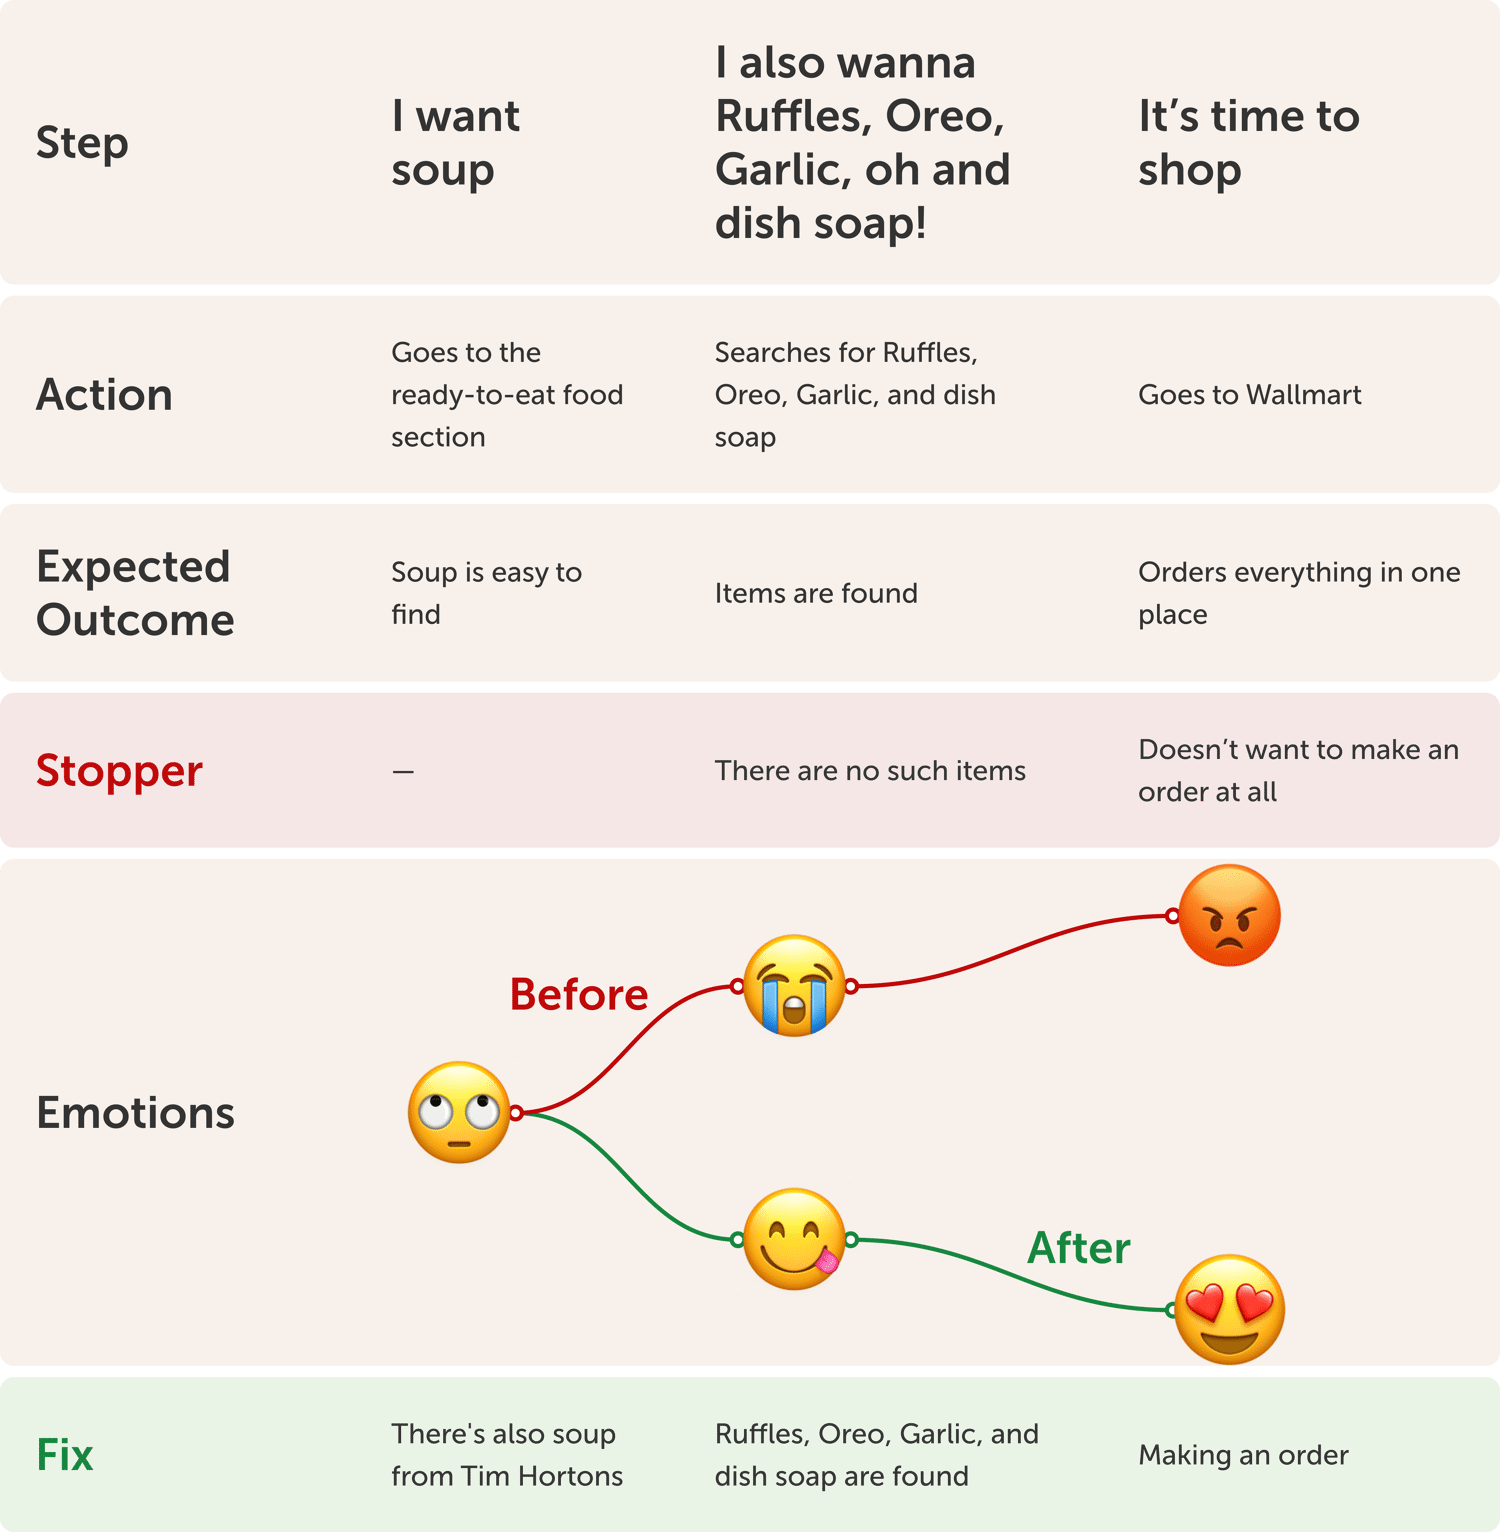 Step
I want
soup
I also wanna
Ruffles, Oreo,
Garlic, oh and
dish soap!
It’s time to
shop
Action
Goes to the
ready-to-eat food
section
Searches for Ruffles,
Oreo, Garlic, and dish
soap
Goes to Wallmart
Expected
Outcome
Soup is easy to
find
Items are found
Orders everything in one
place
Stopper
—
There are no such items
Doesn’t want to make an
order at all
Emotions
Before
After
Fix
There's also soup
from Tim Hortons
Ruffles, Oreo, Garlic, and
dish soap are found
Making an order